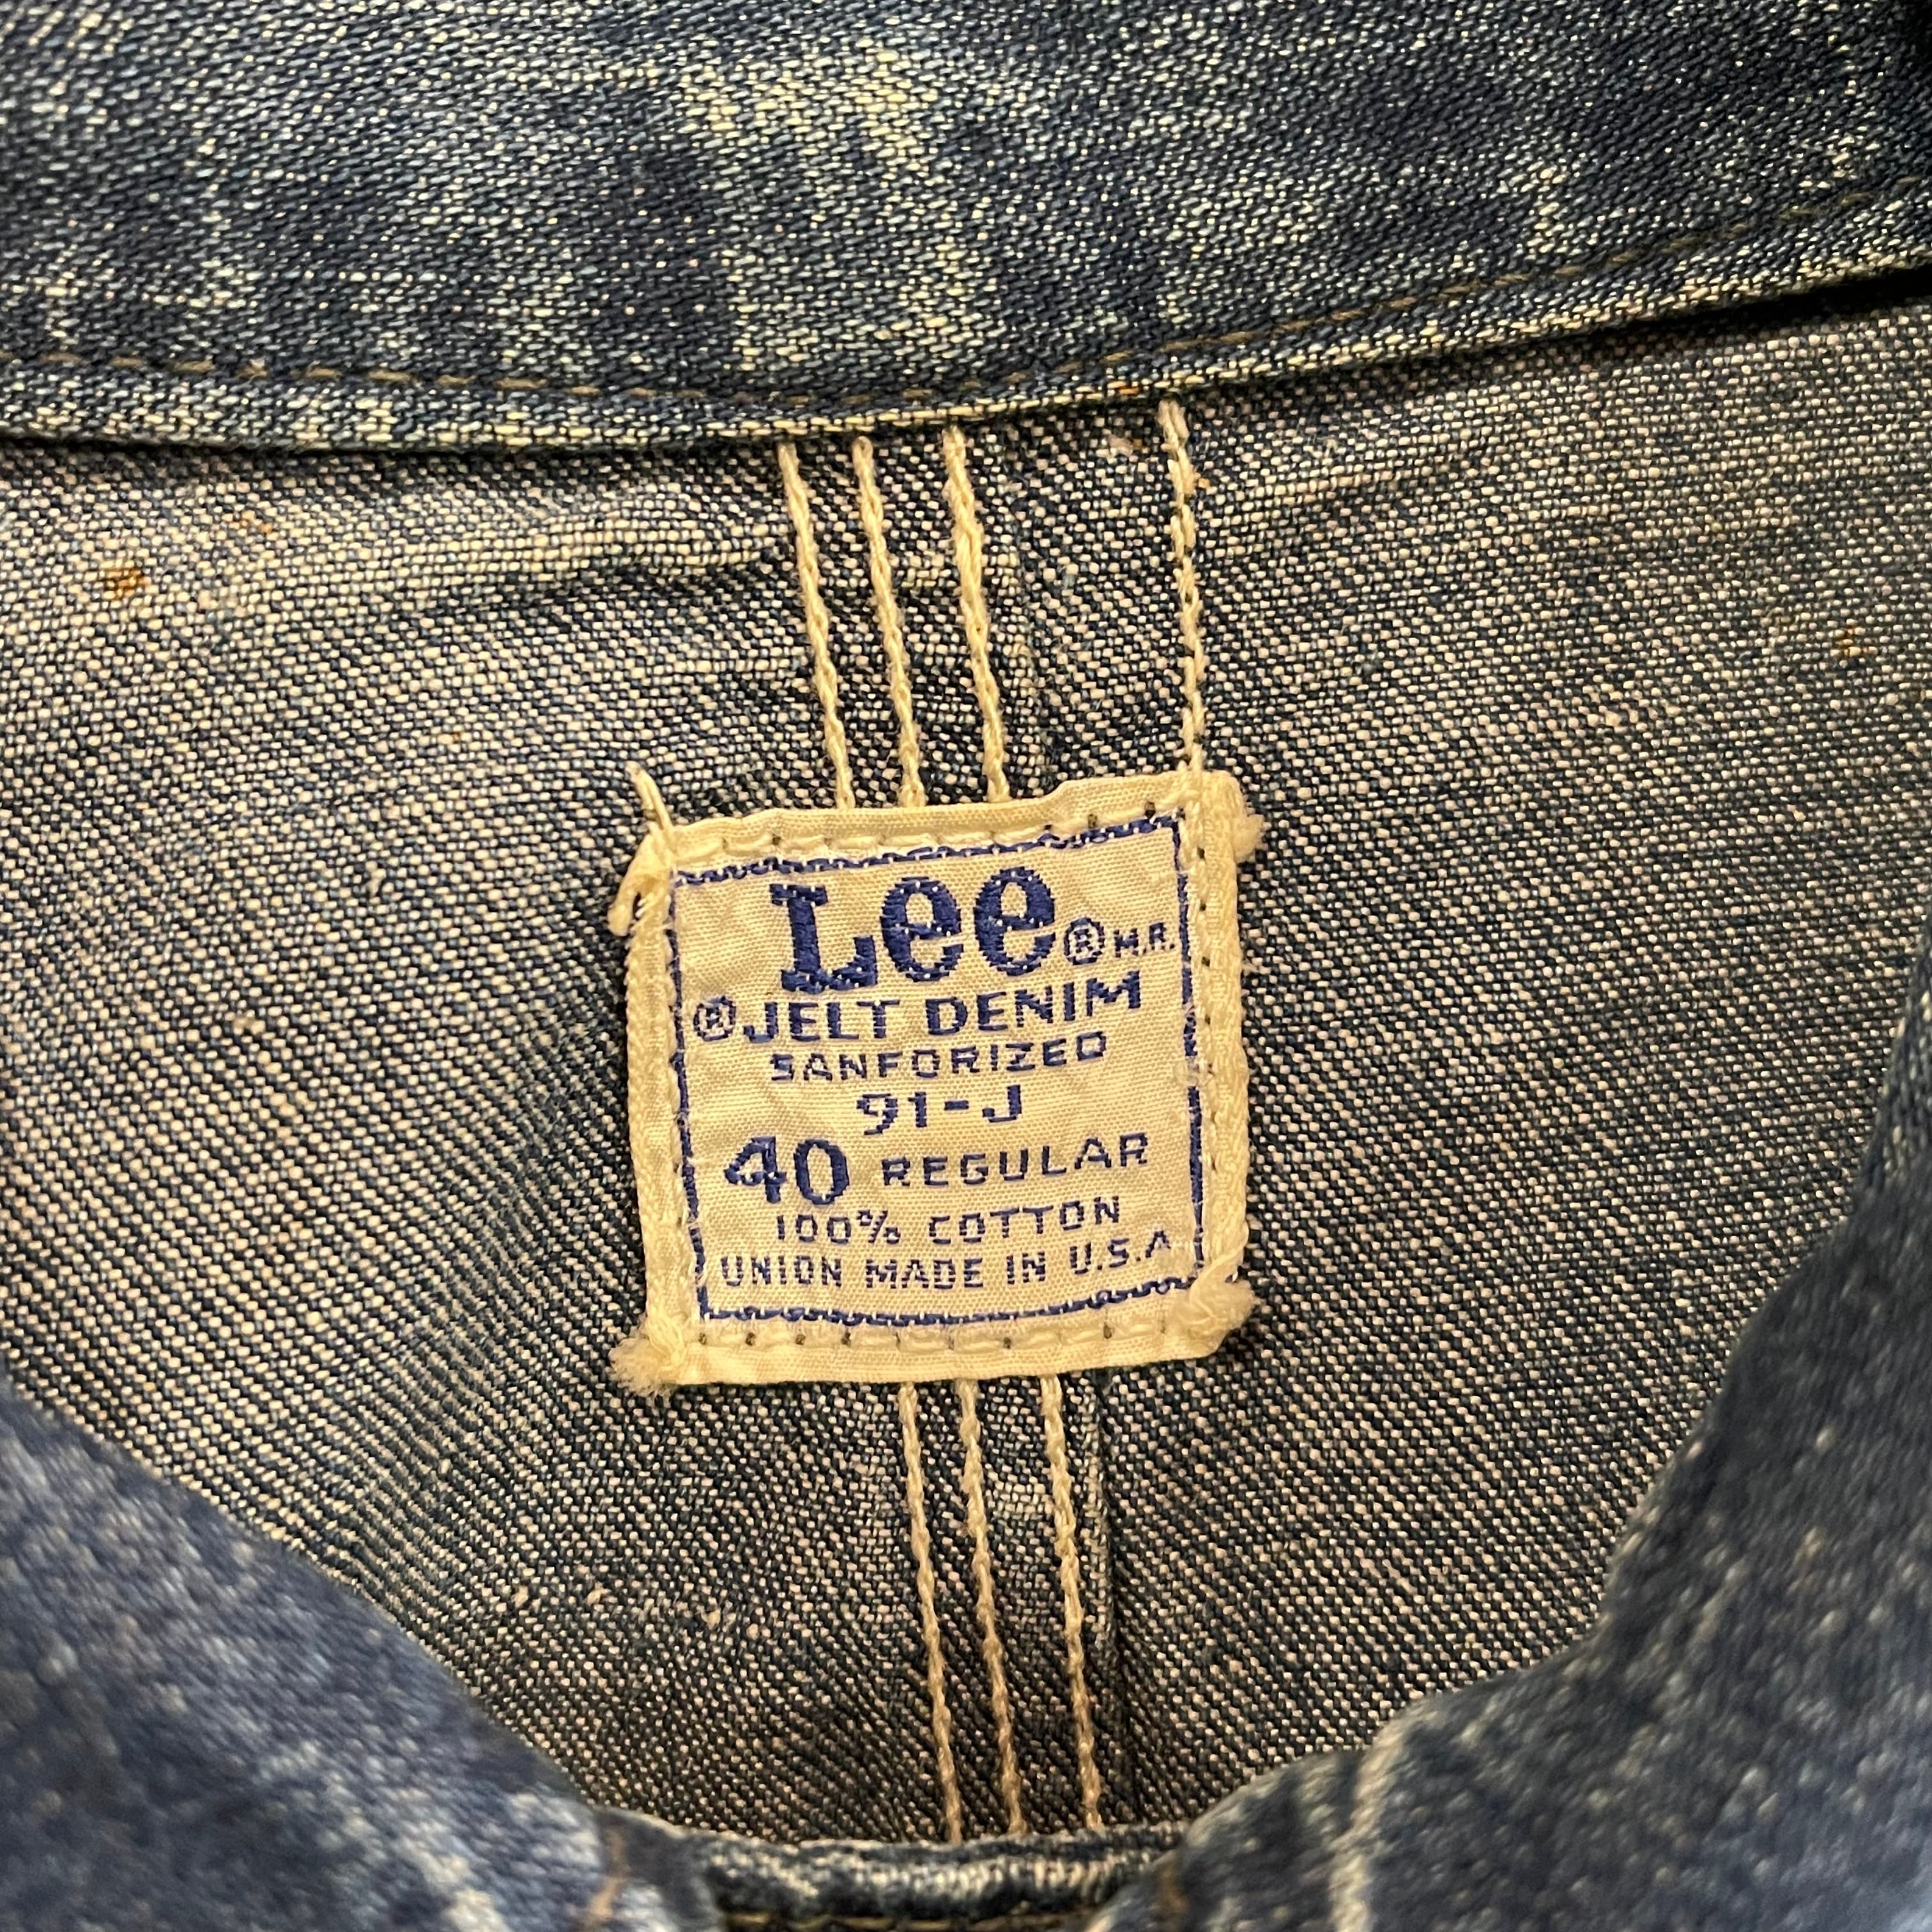 Lee® M.R.
® JELT DENIM
SANFORIZED
91-J
40 REGULAR
100% COTTON
UNION MADE IN U.S.A.